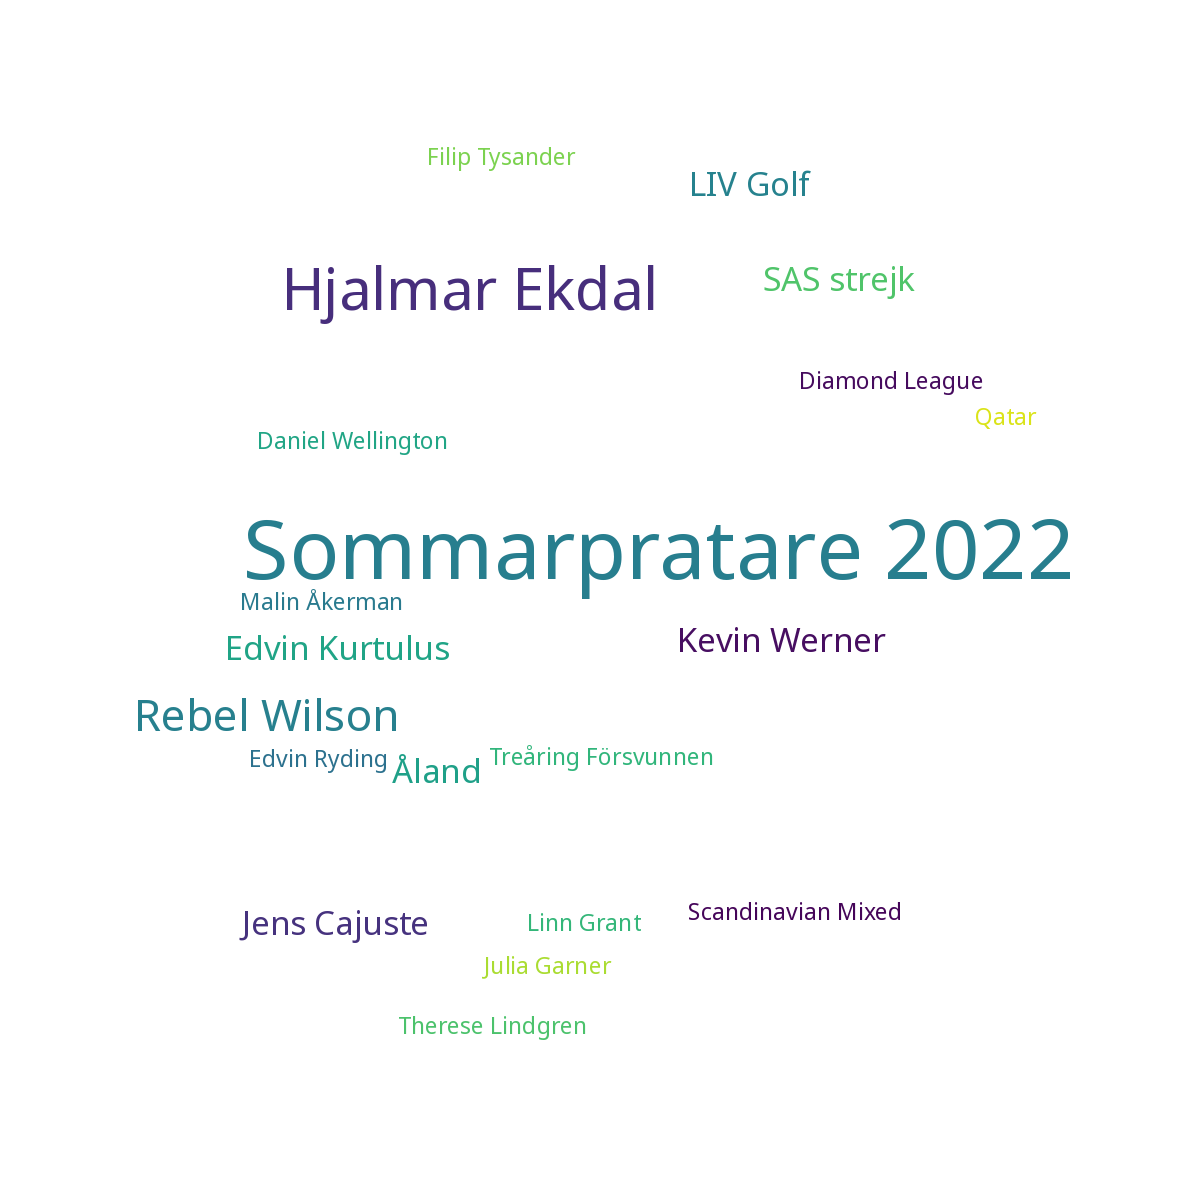 Filip Tysander
LIV Golf
Hjalmar Ekdal
SAS strejk
Diamond League
Qatar
Daniel Wellington
Sommarpratare 2022
Malin Åkerman
Edvin Kurtulus
Kevin Werner
Rebel Wilson
Edvin Ryding
Åland
Treåring Försvunnen
Jens Cajuste
Linn Grant
Scandinavian Mixed
Julia Garner
Therese Lindgren